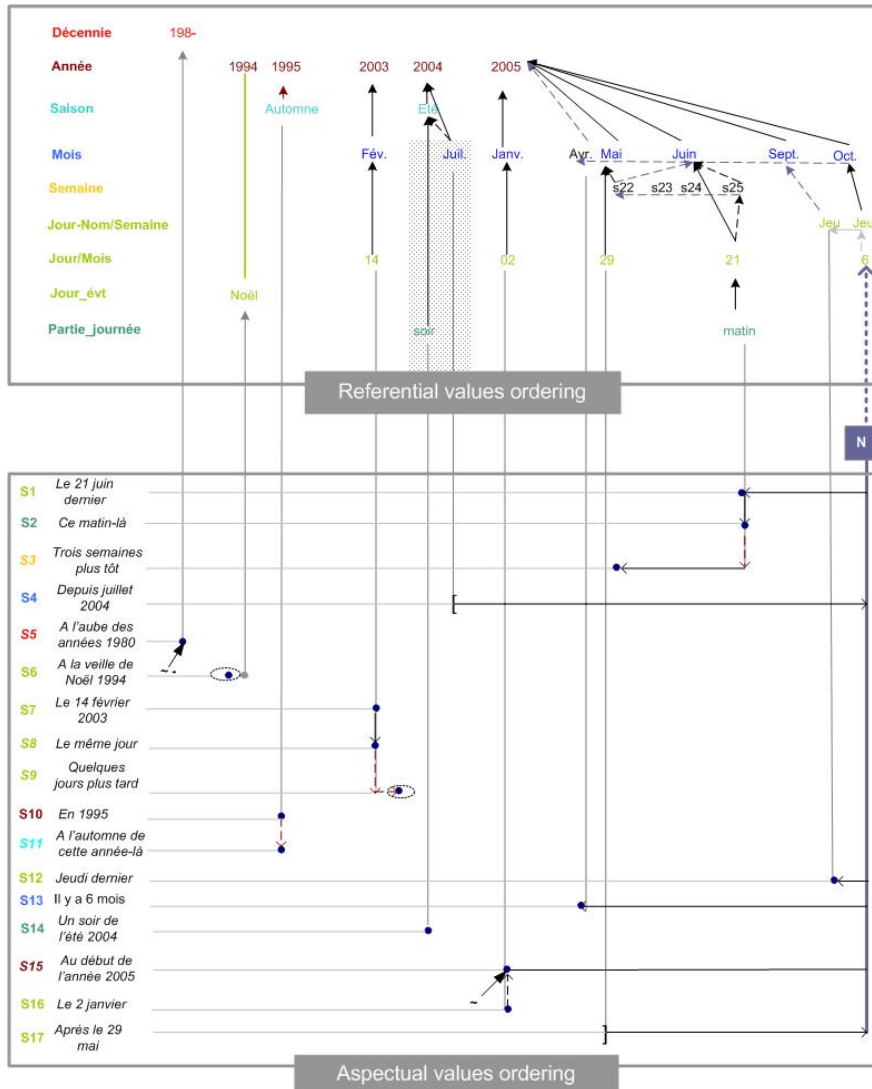 Décennie 198-
Année 1994 1995 2003 2004 2005
Saison Automne Eté
Mois Fév. Juil. Janv. Avr. Mai Juin Sept. Oct.
Semaine s22 s23 s24 s25
Jour-Nom/Semaine Jeu Jeu
Jour/Mois 14 02 29 21 6
Jour_évt Noël
Partie_journée soir matin
Referential values ordering
N
S1 Le 21 juin
dernier
S2 Ce matin-là
S3 Trois semaines
plus tôt
S4 Depuis juillet
2004
[
S5 A l'aube des
années 1980
~ -
S6 A la veille de
Noël 1994
S7 Le 14 février
2003
S8 Le même jour
S9 Quelques
jours plus tard
S10 En 1995
S11 A l'automne de
cette année-là
S12 Jeudi dernier
S13 Il y a 6 mois
S14 Un soir de
l'été 2004
S15 Au début de
l'année 2005
~
S16 Le 2 janvier
S17 Après le 29
mai
]
Aspectual values ordering